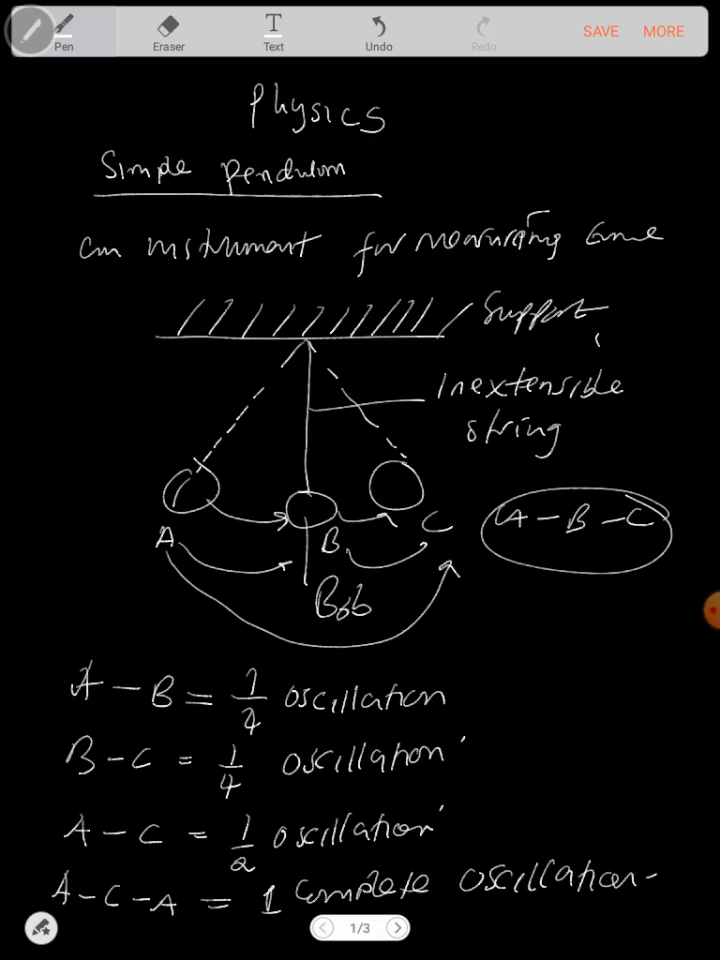 Pen Eraser Text Undo Redo SAVE MORE
Physics
Simple pendulum
an instrument for measuring time
Support
Inextensible
string
A B C
A - B - C
Bob
A - B = 1/4 oscillation
B - C = 1/4 oscillation
A - C = 1/2 oscillation
A - C - A = 1 complete oscillation-
1/3